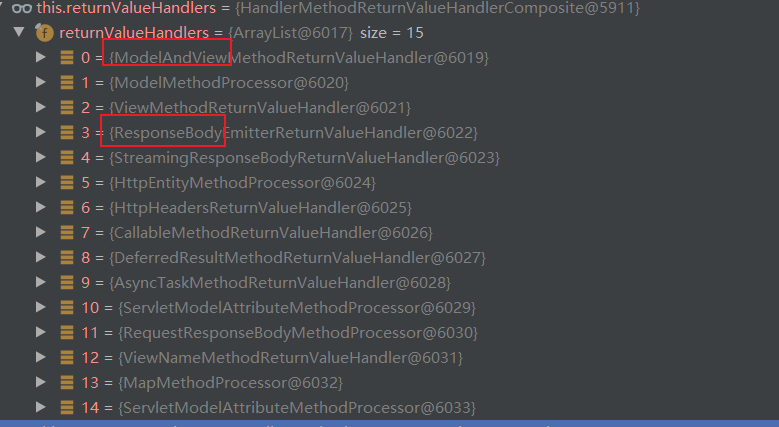 this.returnValueHandlers = {HandlerMethodReturnValueHandlerComposite@5911}
f returnValueHandlers = {ArrayList@6017} size = 15
0 = {ModelAndViewMethodReturnValueHandler@6019}
1 = {ModelMethodProcessor@6020}
2 = {ViewMethodReturnValueHandler@6021}
3 = {ResponseBodyEmitterReturnValueHandler@6022}
4 = {StreamingResponseBodyReturnValueHandler@6023}
5 = {HttpEntityMethodProcessor@6024}
6 = {HttpHeadersReturnValueHandler@6025}
7 = {CallableMethodReturnValueHandler@6026}
8 = {DeferredResultMethodReturnValueHandler@6027}
9 = {AsyncTaskMethodReturnValueHandler@6028}
10 = {ServletModelAttributeMethodProcessor@6029}
11 = {RequestResponseBodyMethodProcessor@6030}
12 = {ViewNameMethodReturnValueHandler@6031}
13 = {MapMethodProcessor@6032}
14 = {ServletModelAttributeMethodProcessor@6033}